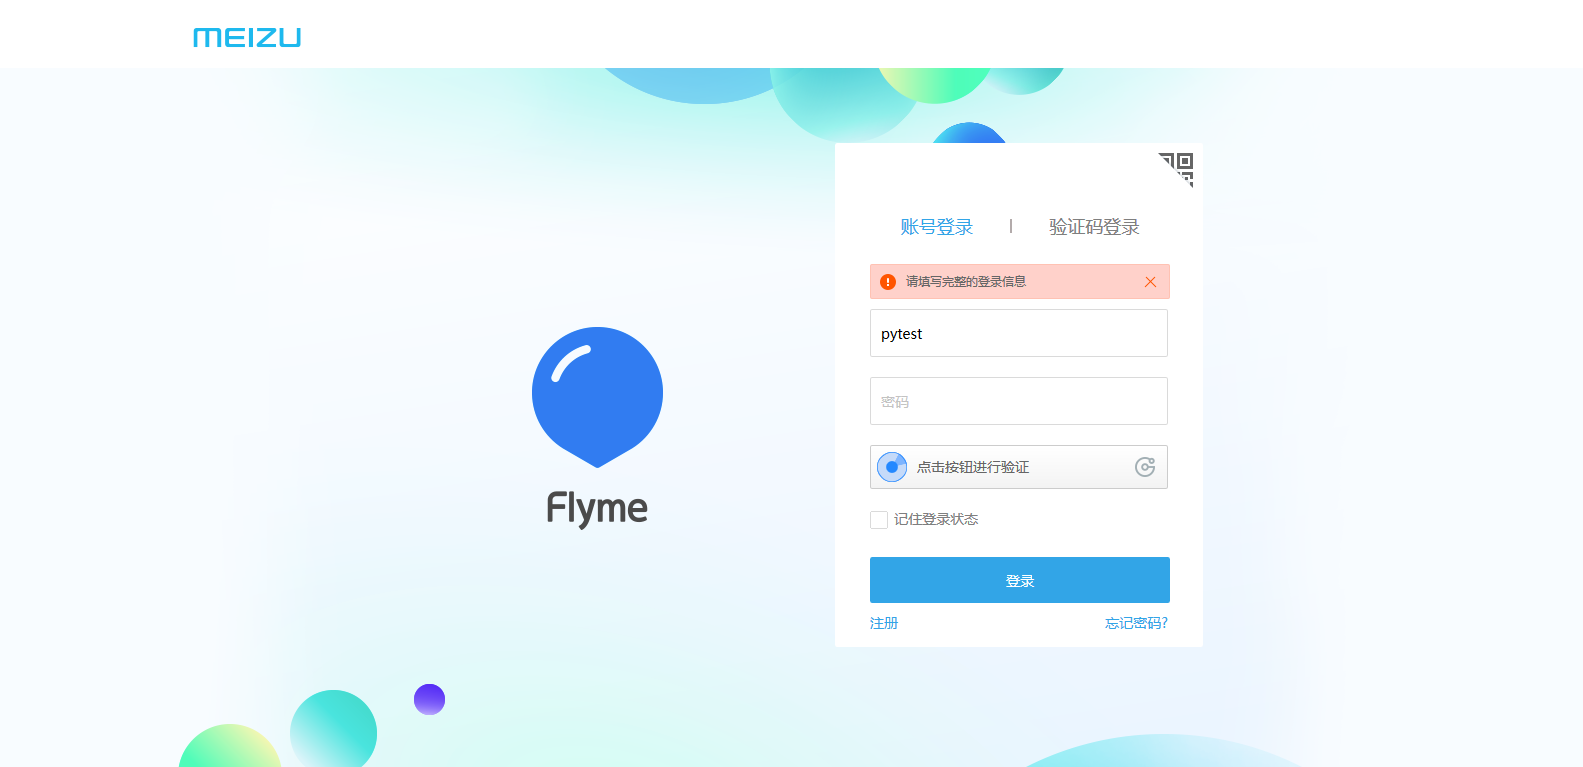 MEIZU
账号登录 | 验证码登录
请填写完整的登录信息
pytest
密码
点击按钮进行验证
记住登录状态
登录
注册 忘记密码?
Flyme